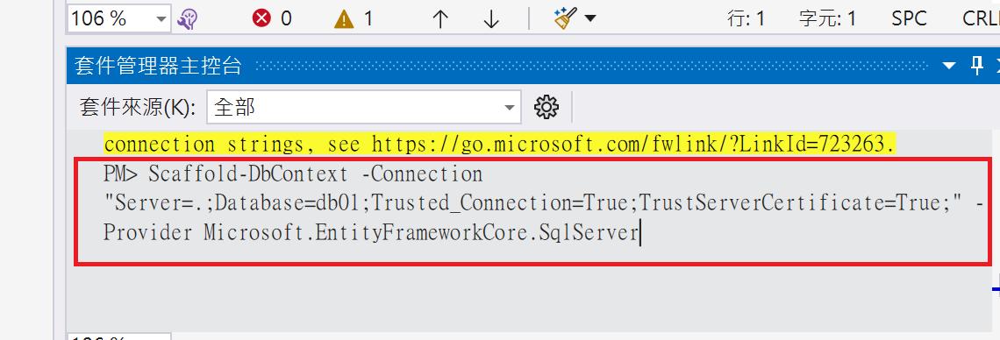 106 %
0
1
行: 1
字元: 1
SPC
CRL
套件管理器主控台
套件來源(K): 全部
connection strings, see https://go.microsoft.com/fwlink/?LinkId=723263.
PM> Scaffold-DbContext -Connection
"Server=.;Database=db01;Trusted_Connection=True;TrustServerCertificate=True;" -
Provider Microsoft.EntityFrameworkCore.SqlServer